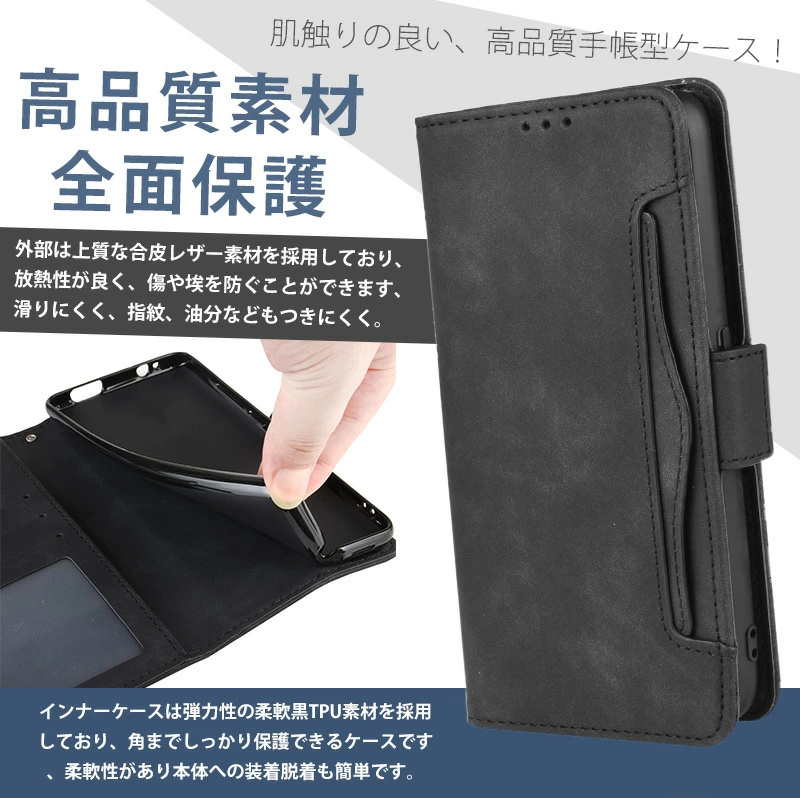 肌触りの良い、高品質手帳型ケース！
高品質素材
全面保護
外部は上質な合皮レザー素材を採用しており、
放熱性が良く、傷や埃を防ぐことができます、
滑りにくく、指紋、油分などもつきにくく。
インナーケースは弾力性の柔軟黒TPU素材を採用
しており、角までしっかり保護できるケースです
、柔軟性があり本体への装着脱着も簡単です。